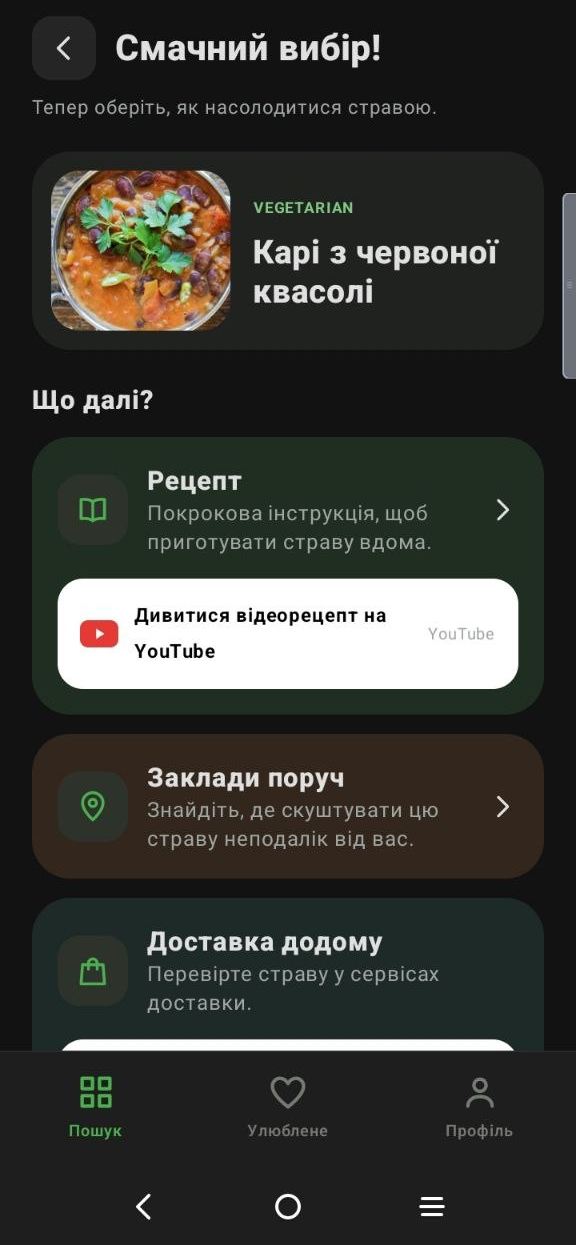 Смачний вибір!
Тепер оберіть, як насолодитися стравою.
VEGETARIAN
Карі з червоної
квасолі
Що далі?
Рецепт
Покрокова інструкція, щоб
приготувати страву вдома.
Дивитися відеорецепт на
YouTube
YouTube
Заклади поруч
Знайдіть, де скуштувати цю
страву неподалік від вас.
Доставка додому
Перевірте страву у сервісах
доставки.
Пошук
Улюблене
Профіль